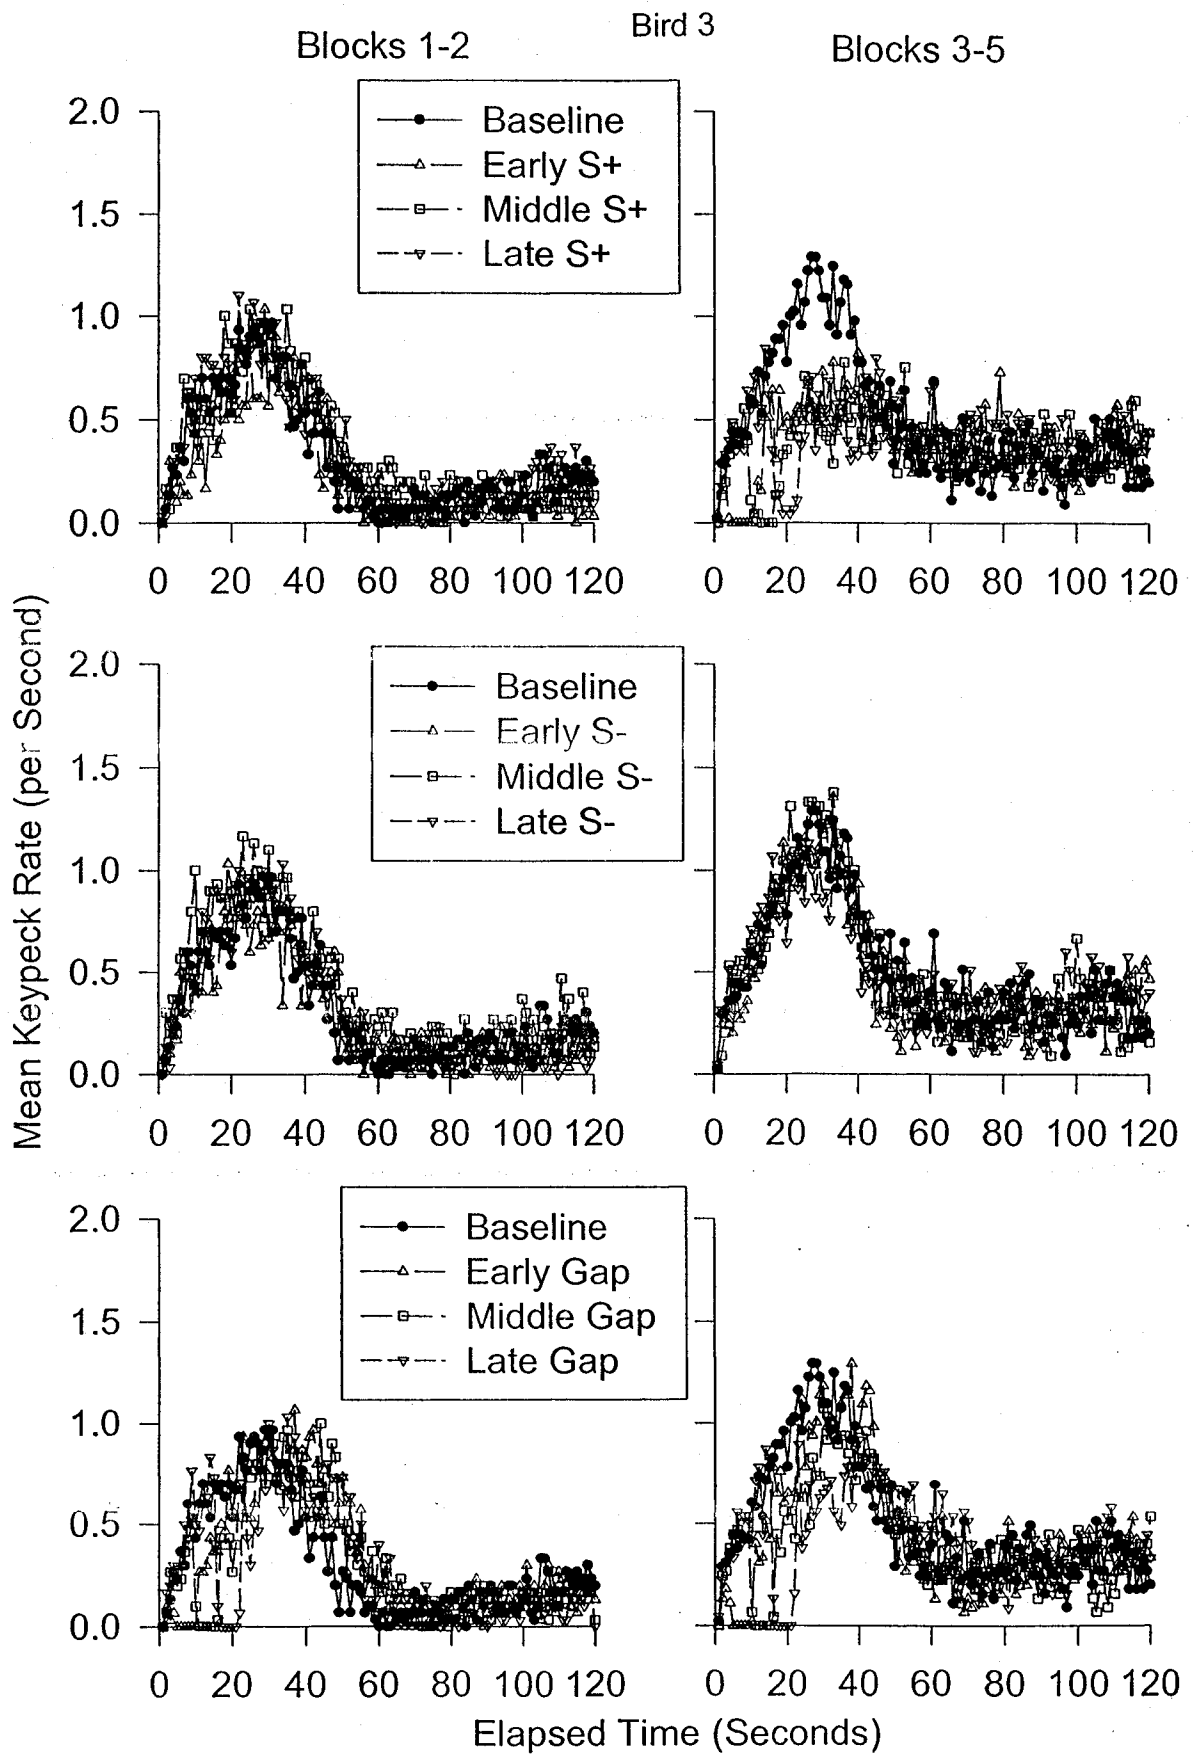 Bird 3
Blocks 1-2
Blocks 3-5
Baseline
Early S+
Middle S+
Late S+
2.0
1.5
1.0
0.5
0.0
0 20 40 60 80 100 120
0 20 40 60 80 100 120
Baseline
Early S-
Middle S-
Late S-
2.0
1.5
1.0
0.5
0.0
0 20 40 60 80 100 120
0 20 40 60 80 100 120
Mean Keypeck Rate (per Second)
Baseline
Early Gap
Middle Gap
Late Gap
2.0
1.5
1.0
0.5
0.0
0 20 40 60 80 100 120
0 20 40 60 80 100 120
Elapsed Time (Seconds)